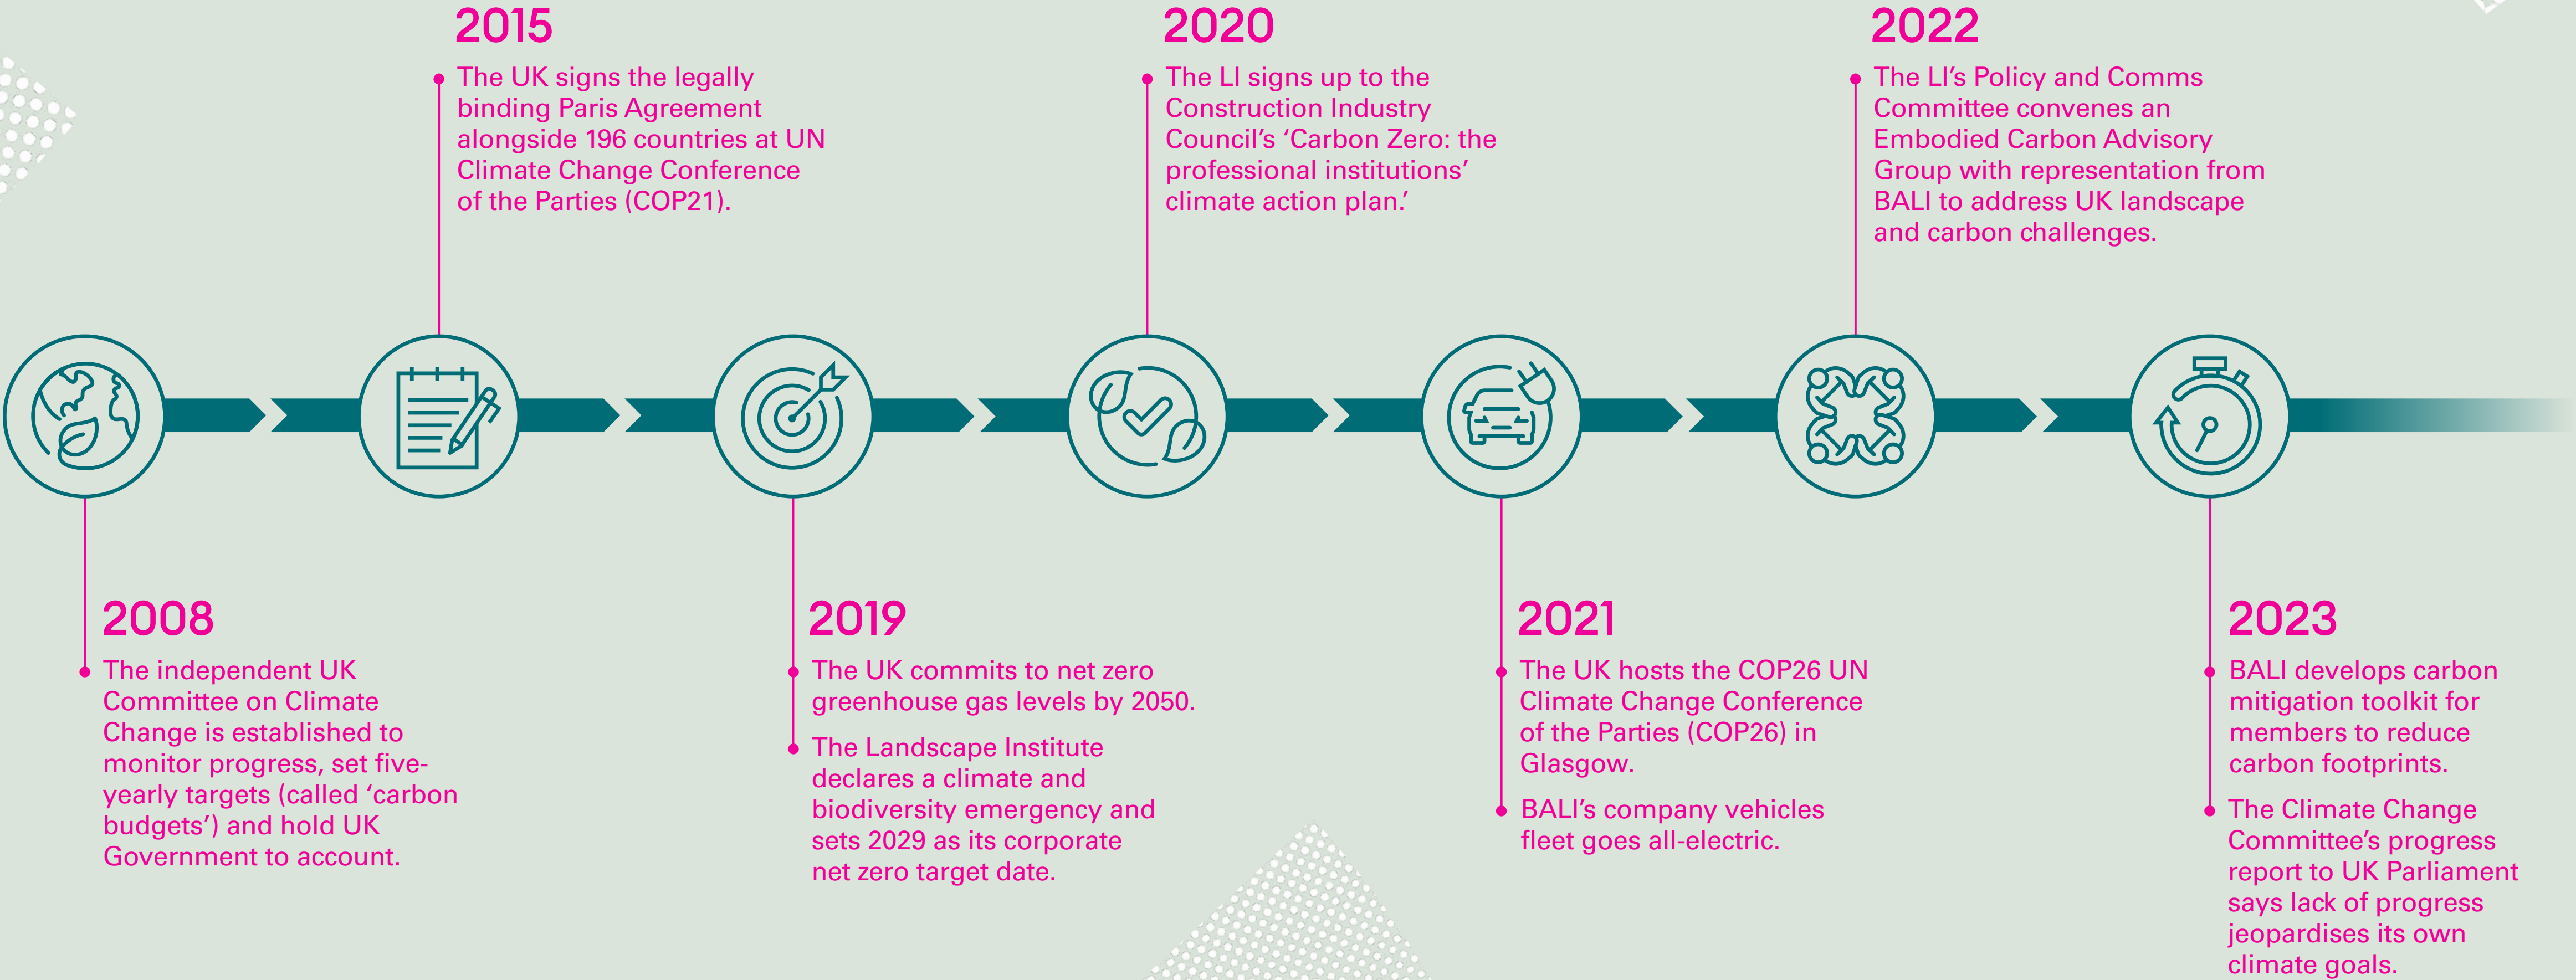 2015
The UK signs the legally
binding Paris Agreement
alongside 196 countries at UN
Climate Change Conference
of the Parties (COP21).
2020
The LI signs up to the
Construction Industry
Council’s ‘Carbon Zero: the
professional institutions’
climate action plan.’
2022
The LI’s Policy and Comms
Committee convenes an
Embodied Carbon Advisory
Group with representation from
BALI to address UK landscape
and carbon challenges.
2008
The independent UK
Committee on Climate
Change is established to
monitor progress, set five-
yearly targets (called ‘carbon
budgets’) and hold UK
Government to account.
2019
The UK commits to net zero
greenhouse gas levels by 2050.
The Landscape Institute
declares a climate and
biodiversity emergency and
sets 2029 as its corporate
net zero target date.
2021
The UK hosts the COP26 UN
Climate Change Conference
of the Parties (COP26) in
Glasgow.
BALI’s company vehicles
fleet goes all-electric.
2023
BALI develops carbon
mitigation toolkit for
members to reduce
carbon footprints.
The Climate Change
Committee’s progress
report to UK Parliament
says lack of progress
jeopardises its own
climate goals.